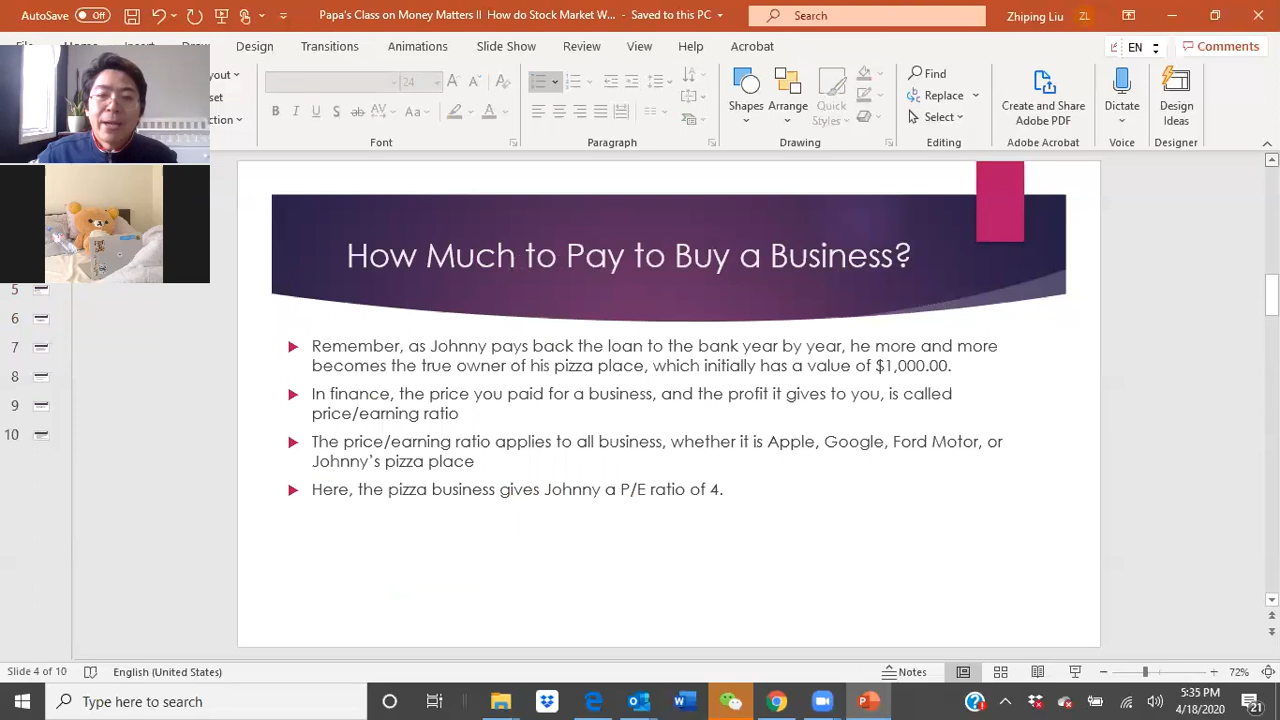 AutoSave Off
Papa's Class on Money Matters II How do Stock Market W... - Saved to this PC
Search
Zhiping Liu ZL
Design Transitions Animations Slide Show Review View Help Acrobat
EN
Comments
24
Shapes Arrange Quick Styles
Find
Replace
Select
Create and Share Adobe PDF
Dictate
Design Ideas
Font Paragraph Drawing Editing Adobe Acrobat Voice Designer
How Much to Pay to Buy a Business?
Remember, as Johnny pays back the loan to the bank year by year, he more and more
becomes the true owner of his pizza place, which initially has a value of $1,000.00.
In finance, the price you paid for a business, and the profit it gives to you, is called
price/earning ratio
The price/earning ratio applies to all business, whether it is Apple, Google, Ford Motor, or
Johnny's pizza place
Here, the pizza business gives Johnny a P/E ratio of 4.
5
6
7
8
9
10
Slide 4 of 10 English (United States) Notes 72%
Type here to search
5:35 PM
4/18/2020
21